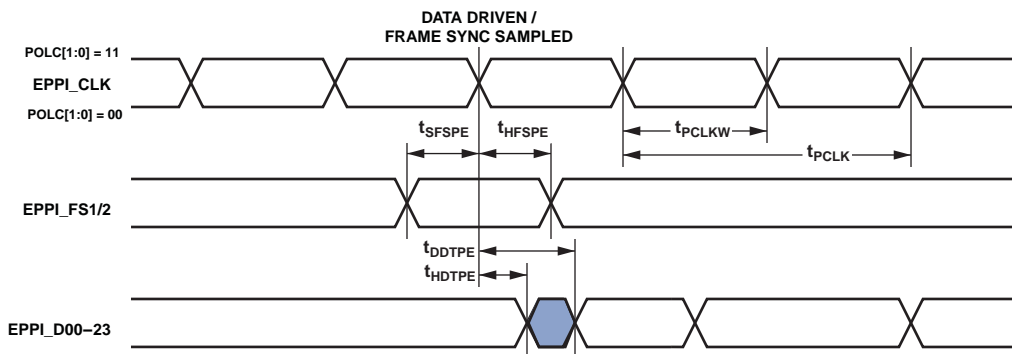 DATA DRIVEN /
FRAME SYNC SAMPLED
POLC[1:0] = 11
EPPI_CLK
POLC[1:0] = 00
tSFSPE
tHFSPE
tPCLKW
tPCLK
EPPI_FS1/2
tDDTPE
tHDTPE
EPPI_D00–23